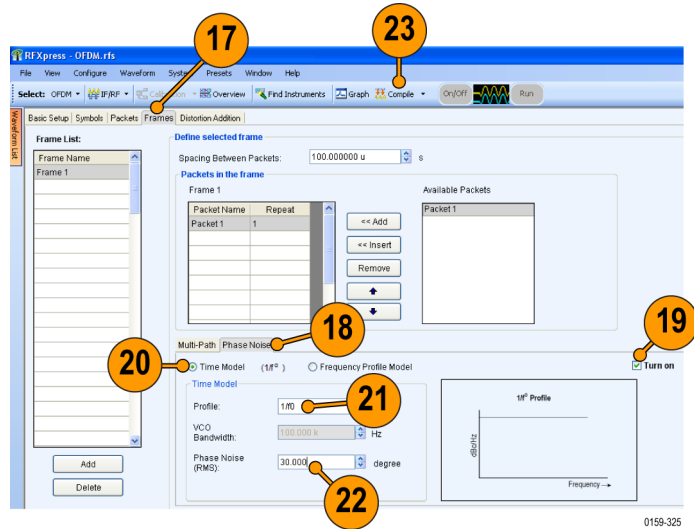 23
17
RFXpress - OFDM.rfs
File View Configure Waveform System Presets Window Help
Select: OFDM IF/RF Overview Find Instruments Graph Compile On/Off Run
Waveform List
Basic Setup Symbols Packets Frames Distortion Addition
Frame List:
Define selected frame
Frame Name
Frame 1
Spacing Between Packets: 100.000000 u s
Packets in the frame
Frame 1
Available Packets
Packet Name Repeat
Packet 1 1
Packet 1
<< Add
<< Insert
Remove
18
19
Multi-Path Phase Noise
20
Time Model (1/fᵅ) Frequency Profile Model
Turn on
Time Model
Profile: 1/f0
21
1/f⁰ Profile
VCO Bandwidth: 100.000 k Hz
dBc/Hz
Phase Noise (RMS): 30.000 degree
22
Frequency →
Add
Delete
0159-325